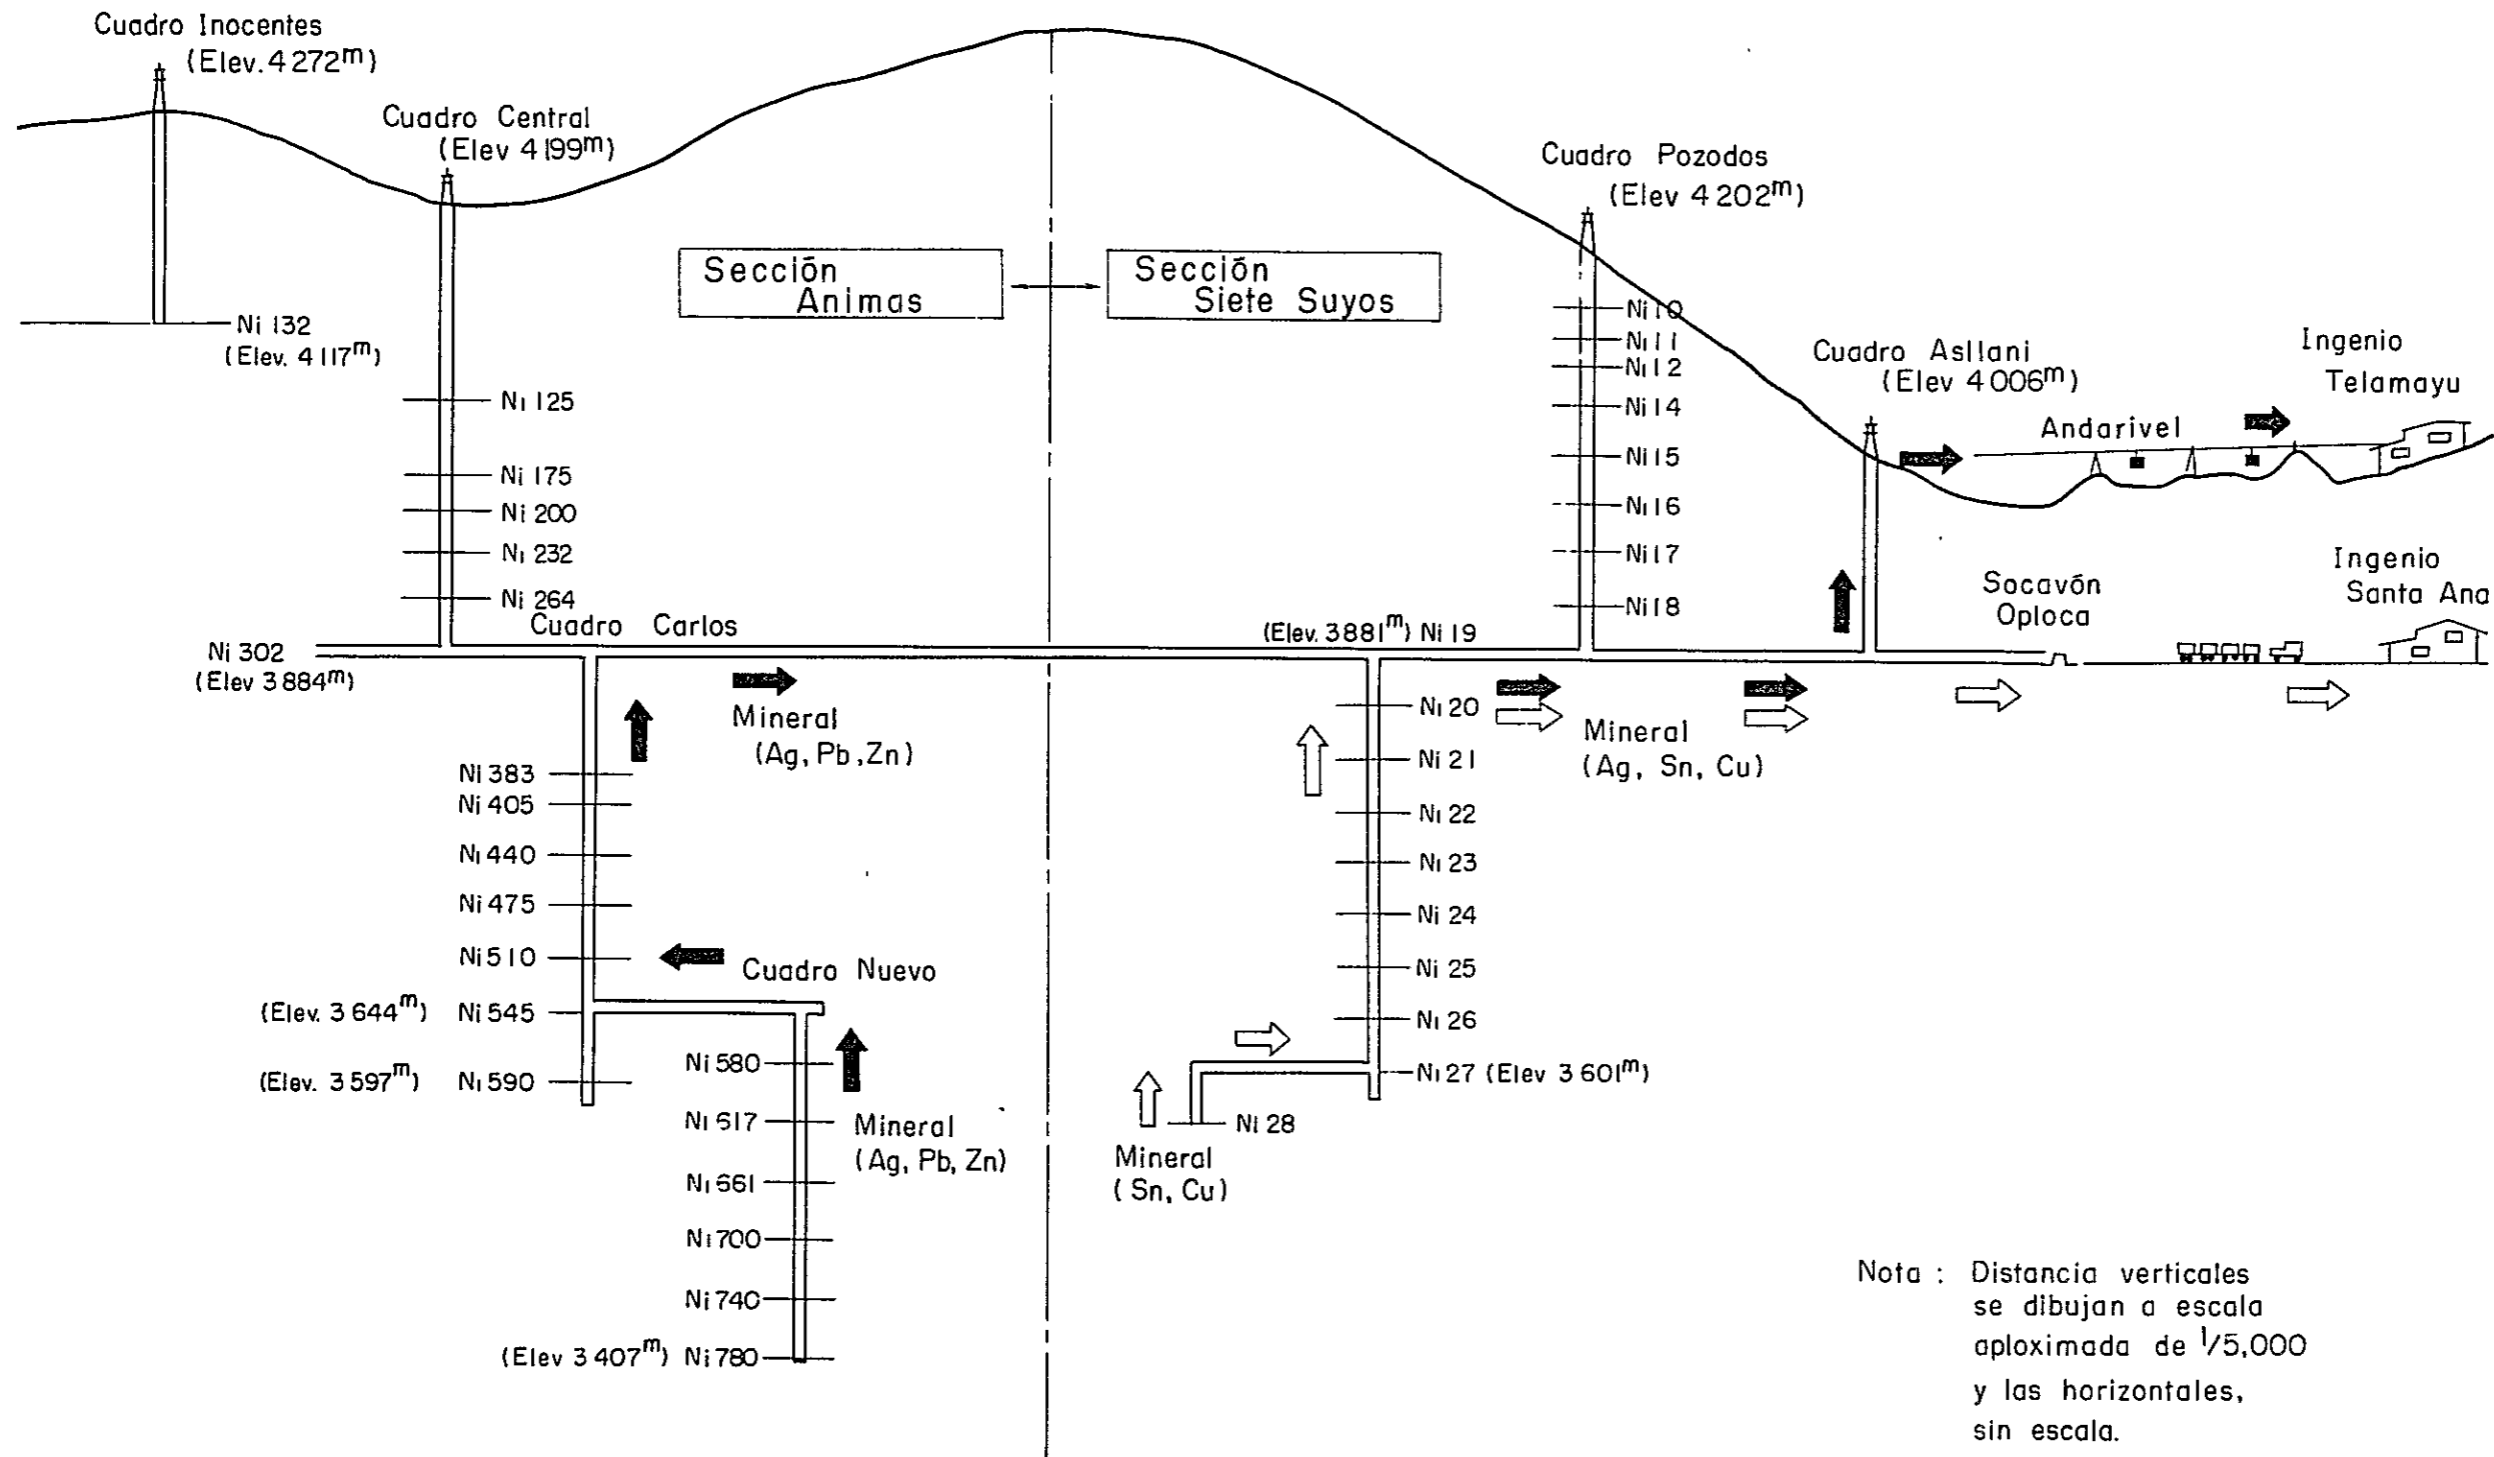 Cuadro Inocentes
(Elev. 4 272m)
Cuadro Central
(Elev 4 199m)
Cuadro Pozodos
(Elev 4 202m)
Sección
Animas
Sección
Siete Suyos
Ni 132
(Elev. 4 117m)
Ni 125
Ni 175
Ni 200
Ni 232
Ni 264
Ni 10
Ni 11
Ni 12
Ni 14
Ni 15
Ni 16
Ni 17
Ni 18
Cuadro Asllani
(Elev 4 006m)
Ingenio
Telamayu
Andarivel
Ingenio
Santa Ana
Socavón
Oploca
Cuadro Carlos
(Elev. 3881m) Ni 19
Ni 302
(Elev 3 884m)
Mineral
(Ag, Pb, Zn)
Mineral
(Ag, Sn, Cu)
Ni 383
Ni 405
Ni 440
Ni 475
Ni 510
Cuadro Nuevo
(Elev. 3 644m) Ni 545
(Elev. 3 597m) Ni 590
Ni 580
Ni 617
Ni 661
Ni 700
Ni 740
(Elev 3 407m) Ni 780
Mineral
(Ag, Pb, Zn)
Ni 20
Ni 21
Ni 22
Ni 23
Ni 24
Ni 25
Ni 26
Ni 27 (Elev 3 601m)
Ni 28
Mineral
(Sn, Cu)
Nota : Distancia verticales
se dibujan a escala
aploximada de 1/5,000
y las horizontales,
sin escala.